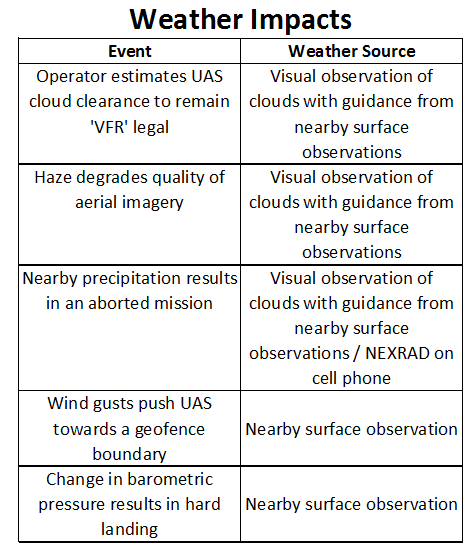 Weather Impacts
Event
Weather Source
Operator estimates UAS
cloud clearance to remain
'VFR' legal
Visual observation of
clouds with guidance from
nearby surface
observations
Haze degrades quality of
aerial imagery
Visual observation of
clouds with guidance from
nearby surface
observations
Nearby precipitation results
in an aborted mission
Visual observation of
clouds with guidance from
nearby surface
observations / NEXRAD on
cell phone
Wind gusts push UAS
towards a geofence
boundary
Nearby surface observation
Change in barometric
pressure results in hard
landing
Nearby surface observation